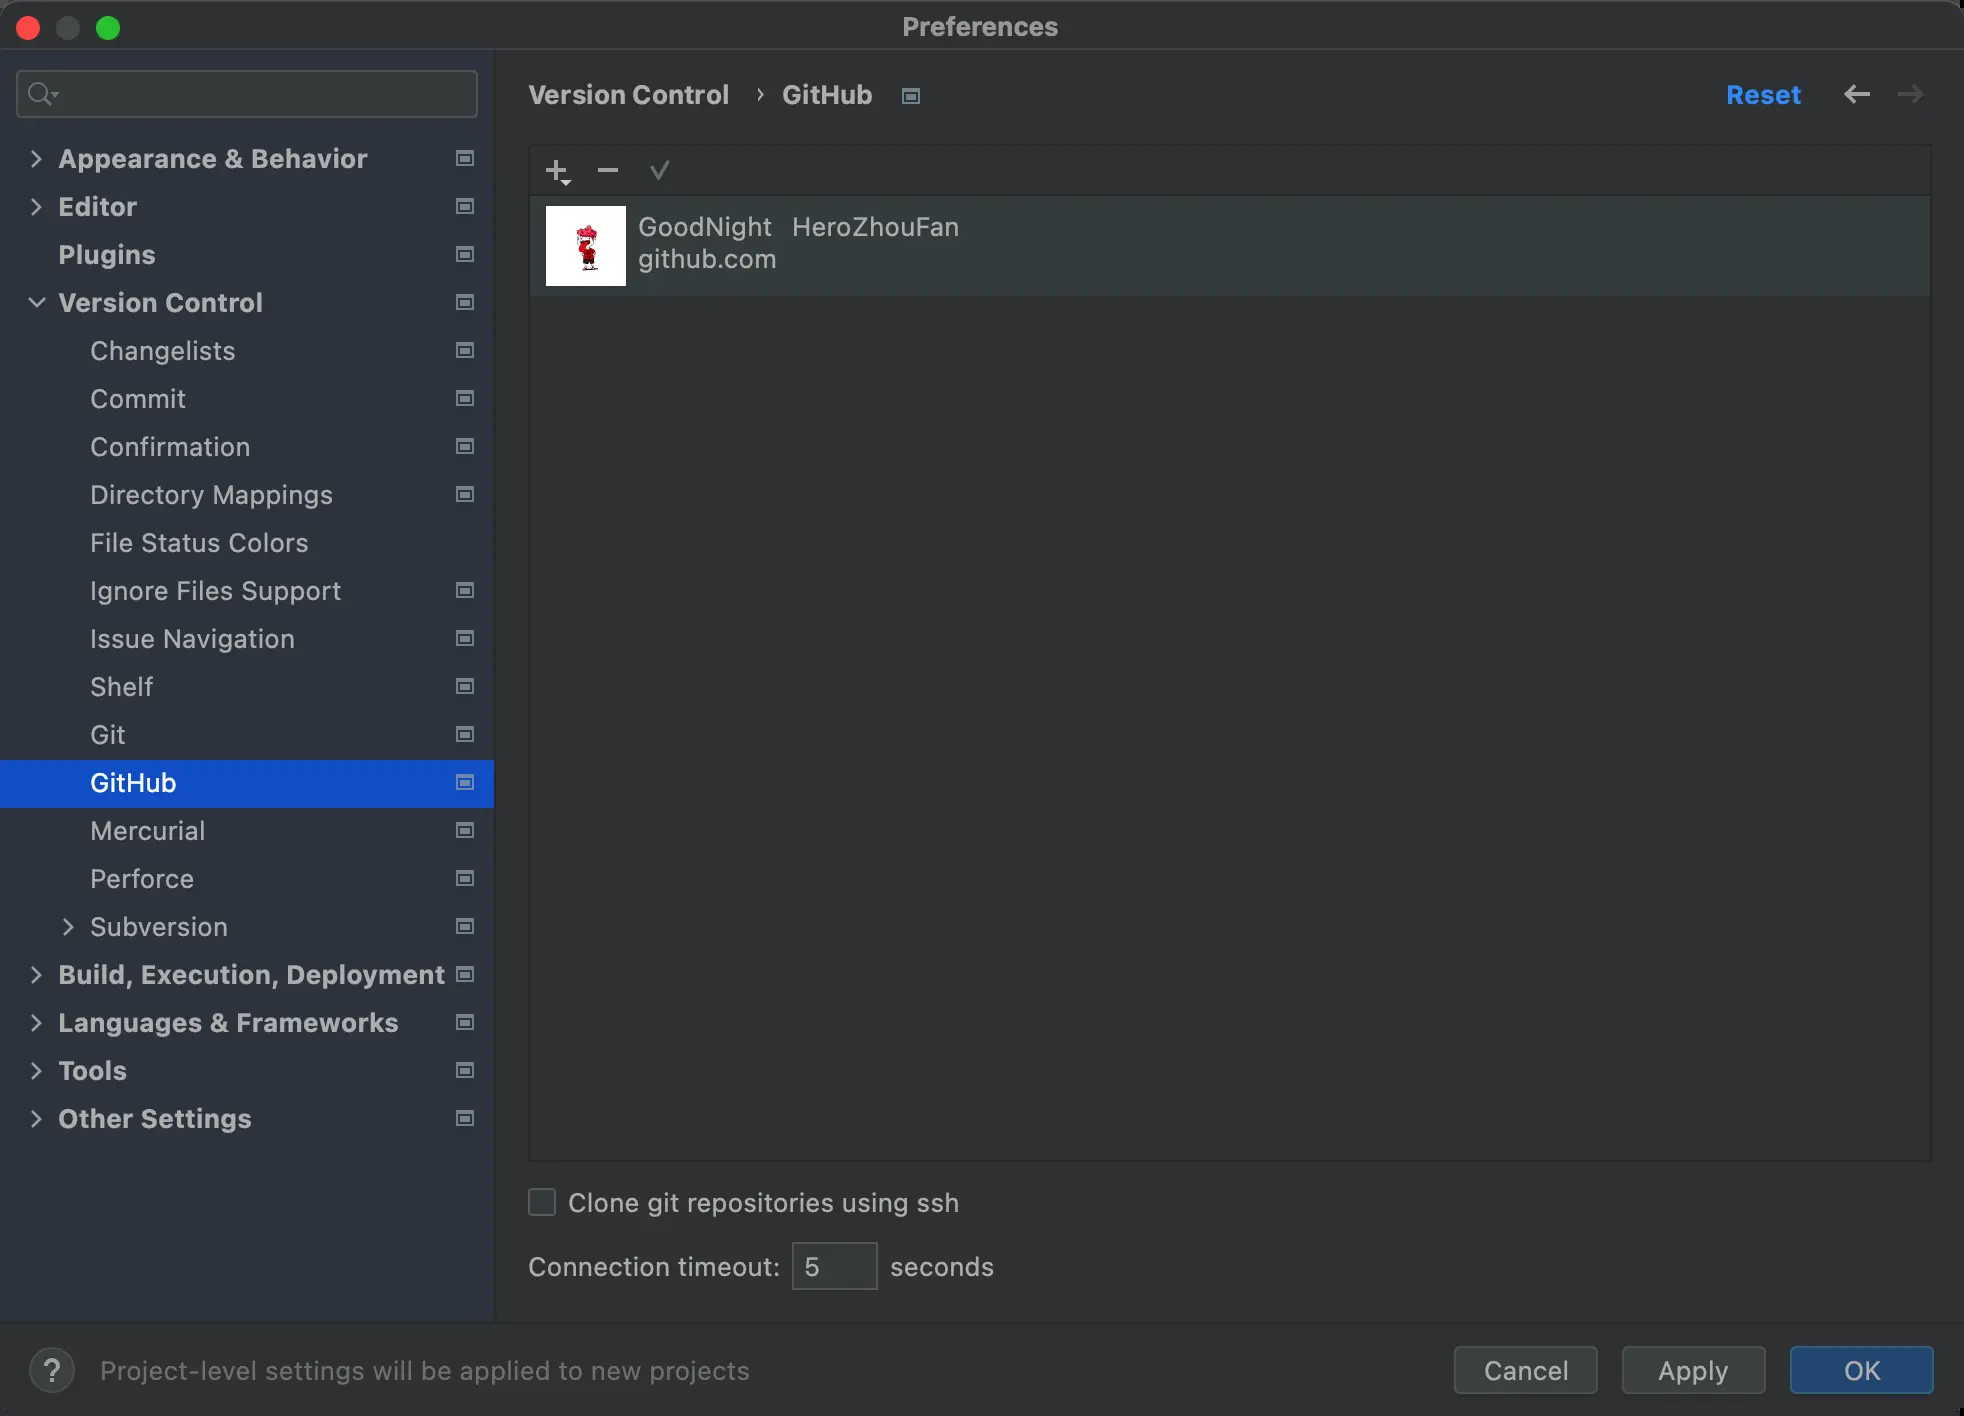 Preferences
Version Control › GitHub
Reset
Appearance & Behavior
Editor
Plugins
Version Control
Changelists
Commit
Confirmation
Directory Mappings
File Status Colors
Ignore Files Support
Issue Navigation
Shelf
Git
GitHub
Mercurial
Perforce
Subversion
Build, Execution, Deployment
Languages & Frameworks
Tools
Other Settings
GoodNight HeroZhouFan
github.com
Clone git repositories using ssh
Connection timeout: 5 seconds
? Project-level settings will be applied to new projects
Cancel
Apply
OK